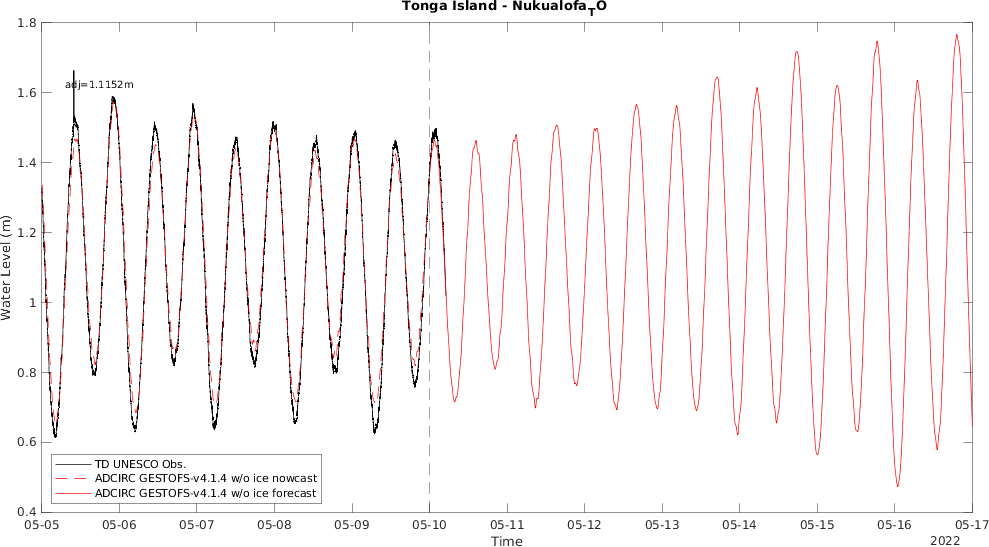 Tonga Island - Nukualofa_TO
1.8
1.6
1.4
1.2
1
0.8
0.6
0.4
Water Level (m)
adj=1.1152m
TD UNESCO Obs.
ADCIRC GESTOFS-v4.1.4 w/o ice nowcast
ADCIRC GESTOFS-v4.1.4 w/o ice forecast
05-05 05-06 05-07 05-08 05-09 05-10 05-11 05-12 05-13 05-14 05-15 05-16 05-17
Time
2022